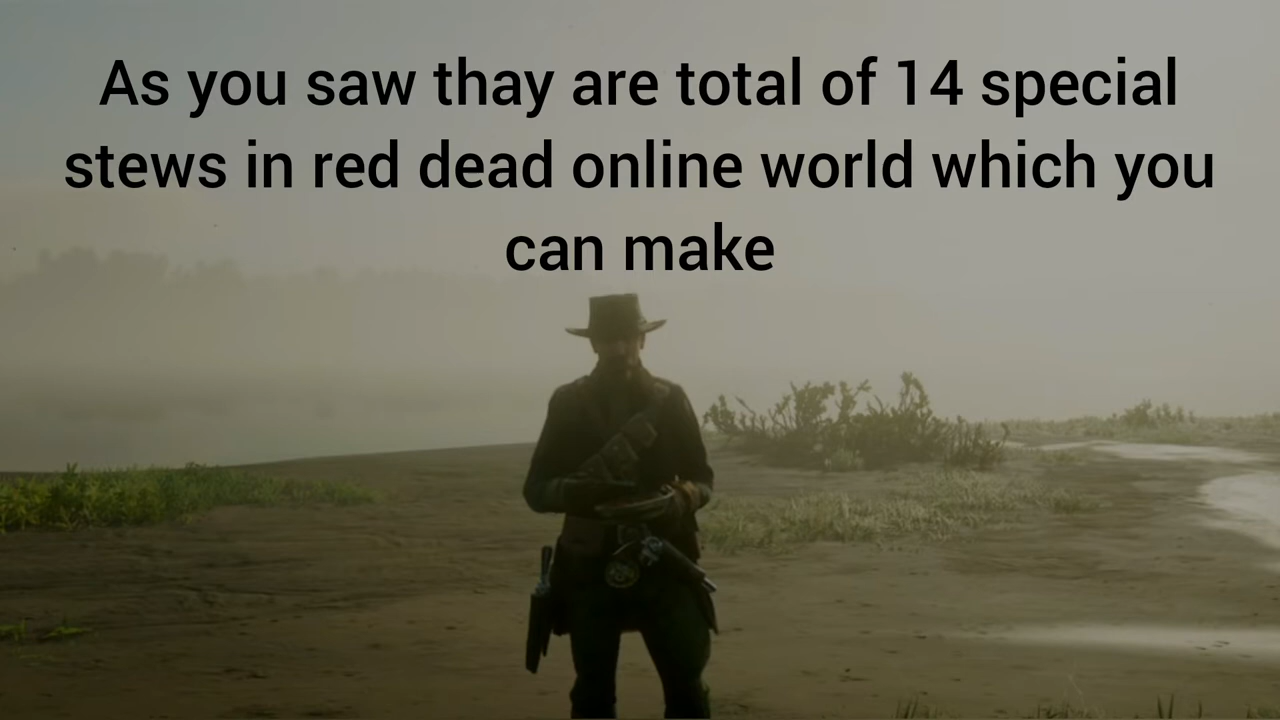 As you saw thay are total of 14 special
stews in red dead online world which you
can make